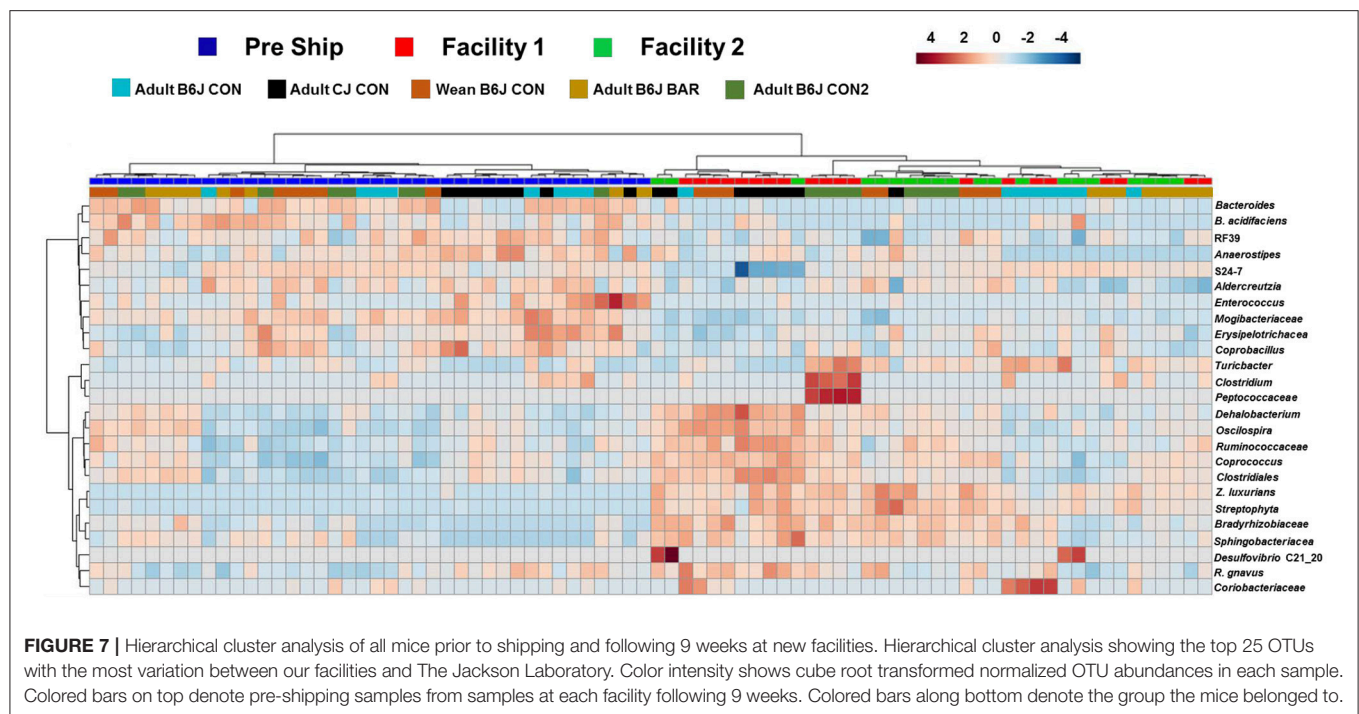 Pre Ship Facility 1 Facility 2
4 2 0 -2 -4
Adult B6J CON Adult CJ CON Wean B6J CON Adult B6J BAR Adult B6J CON2
Bacteroides
B. acidifaciens
RF39
Anaerostipes
S24-7
Aldercreutzia
Enterococcus
Mogibacteriaceae
Erysipelotrichacea
Coprobacillus
Turicbacter
Clostridium
Peptococcaceae
Dehalobacterium
Oscilospira
Ruminococcaceae
Coprococcus
Clostridiales
Z. luxurians
Streptophyta
Bradyrhizobiaceae
Sphingobacteriacea
Desulfovibrio C21_20
R. gnavus
Coriobacteriaceae
FIGURE 7 | Hierarchical cluster analysis of all mice prior to shipping and following 9 weeks at new facilities. Hierarchical cluster analysis showing the top 25 OTUs
with the most variation between our facilities and The Jackson Laboratory. Color intensity shows cube root transformed normalized OTU abundances in each sample.
Colored bars on top denote pre-shipping samples from samples at each facility following 9 weeks. Colored bars along bottom denote the group the mice belonged to.